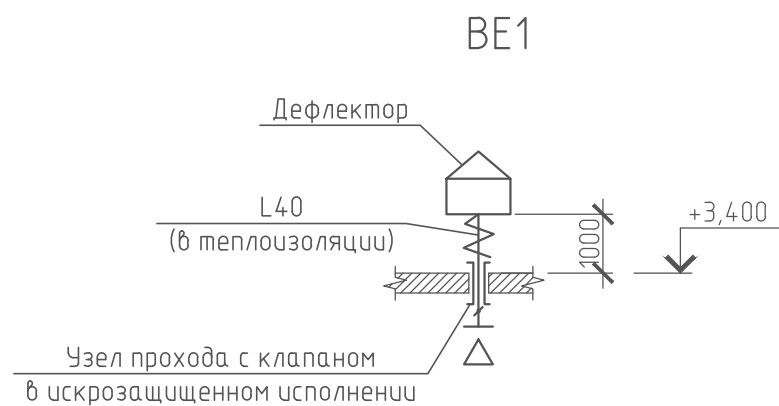 ВЕ1
Дефлектор
L40
(в теплоизоляции)
1000
+3,400
Узел прохода с клапаном
в искрозащищенном исполнении